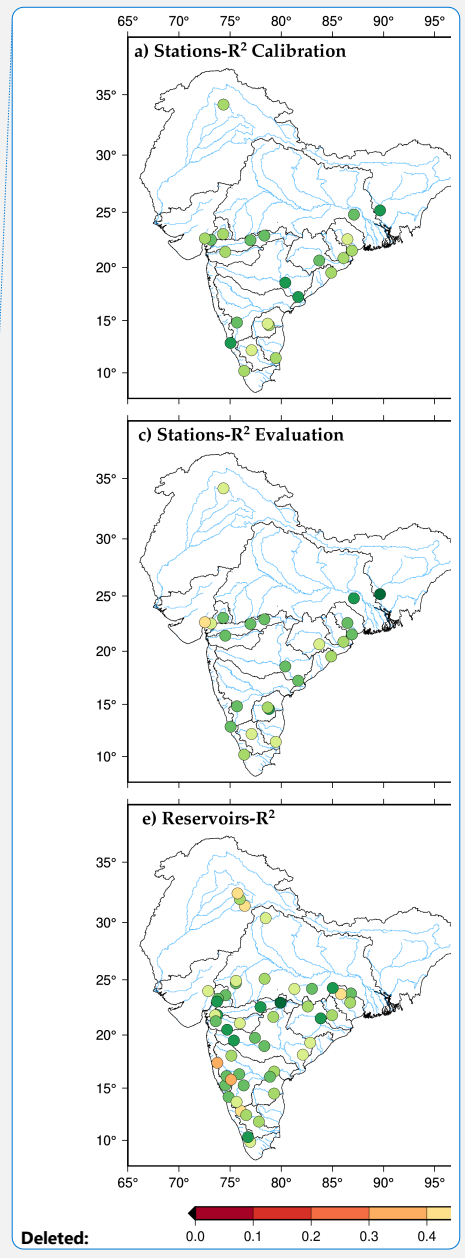 65° 70° 75° 80° 85° 90° 95°
a) Stations-R² Calibration
35°
30°
25°
20°
15°
10°
c) Stations-R² Evaluation
35°
30°
25°
20°
15°
10°
e) Reservoirs-R²
35°
30°
25°
20°
15°
10°
65° 70° 75° 80° 85° 90° 95°
0.0 0.1 0.2 0.3 0.4
Deleted: